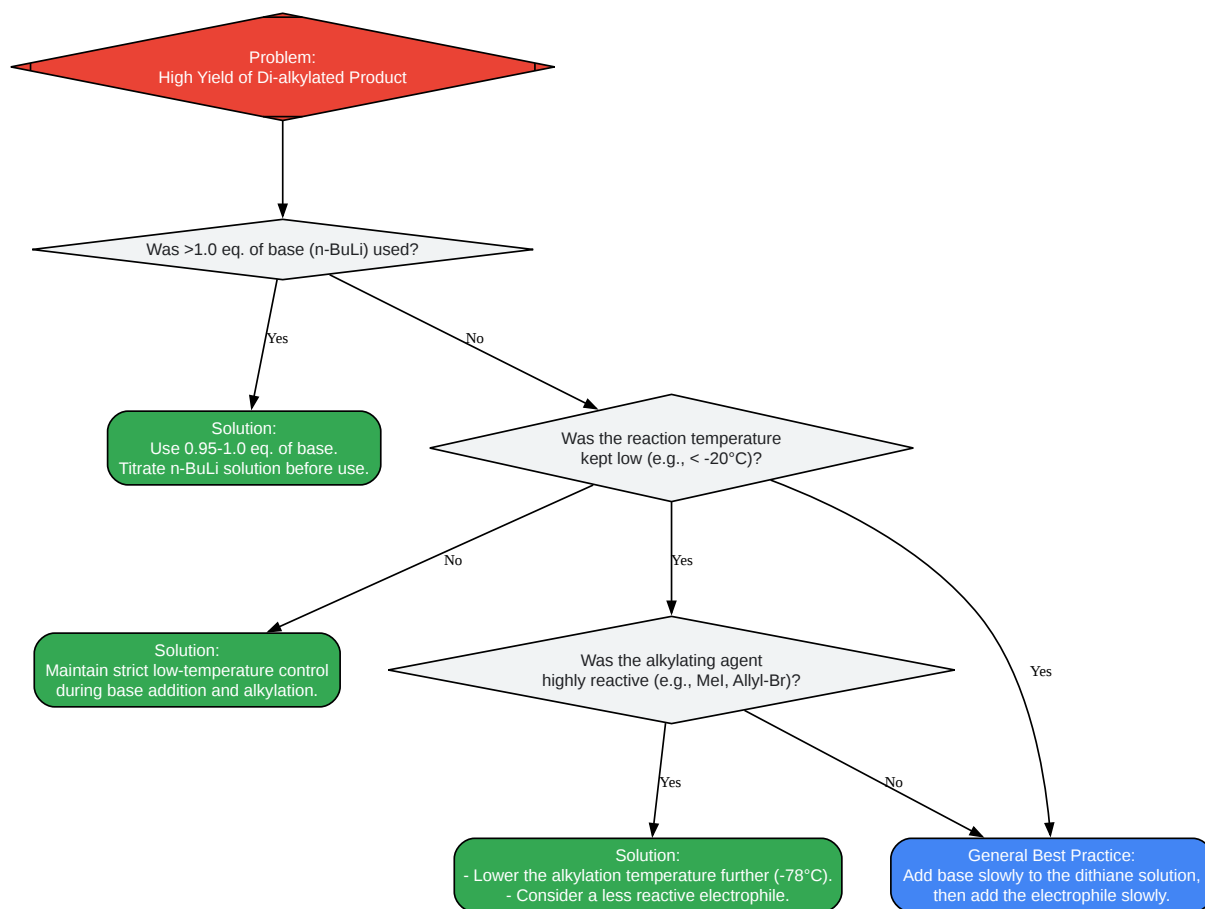 Problem:
High Yield of Di-alkylated Product
Was >1.0 eq. of base (n-BuLi) used?
Yes
No
Solution:
Use 0.95-1.0 eq. of base.
Titrate n-BuLi solution before use.
Was the reaction temperature
kept low (e.g., < -20°C)?
No
Yes
Yes
Solution:
Maintain strict low-temperature control
during base addition and alkylation.
Was the alkylating agent
highly reactive (e.g., MeI, Allyl-Br)?
Yes
No
Solution:
- Lower the alkylation temperature further (-78°C).
- Consider a less reactive electrophile.
General Best Practice:
Add base slowly to the dithiane solution,
then add the electrophile slowly.